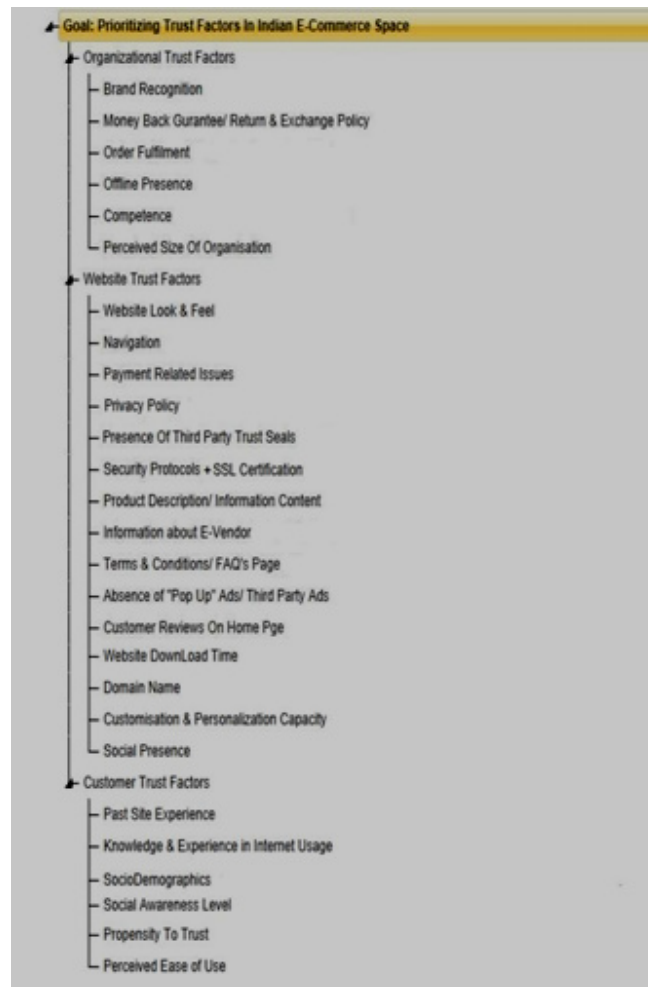 Goal: Prioritizing Trust Factors In Indian E-Commerce Space
Organizational Trust Factors
Brand Recognition
Money Back Gurantee/ Return & Exchange Policy
Order Fulfilment
Offline Presence
Competence
Perceived Size Of Organisation
Website Trust Factors
Website Look & Feel
Navigation
Payment Related Issues
Privacy Policy
Presence Of Third Party Trust Seals
Security Protocols + SSL Certification
Product Description/ Information Content
Information about E-Vendor
Terms & Conditions/ FAQ's Page
Absence of "Pop Up" Ads/ Third Party Ads
Customer Reviews On Home Pge
Website DownLoad Time
Domain Name
Customisation & Personalization Capacity
Social Presence
Customer Trust Factors
Past Site Experience
Knowledge & Experience in Internet Usage
SocioDemographics
Social Awareness Level
Propensity To Trust
Perceived Ease of Use